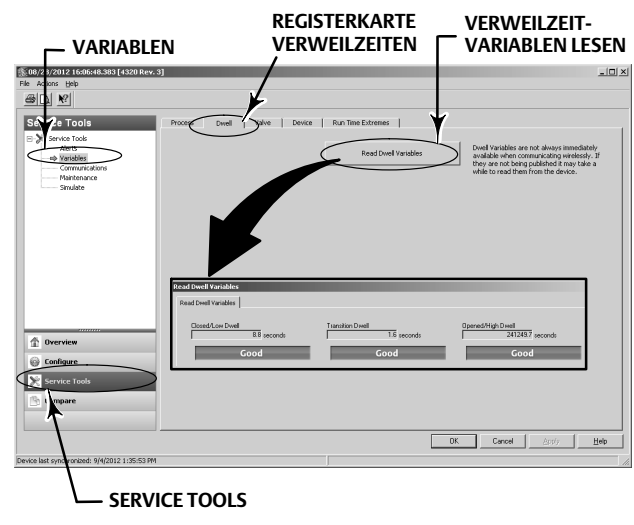 REGISTERKARTE
VERWEILZEITEN
VERWEILZEIT-
VARIABLEN LESEN
VARIABLEN
08/28/2012 16:06:48.383 [4320 Rev. 3]
File Actions Help
Service Tools
Service Tools
Alerts
Variables
Communications
Maintenance
Simulate
Process Dwell Valve Device Run Time Extremes
Read Dwell Variables
Dwell Variables are not always immediately
available when communicating wirelessly. If
they are not being published it may take a
while to read them from the device.
Read Dwell Variables
Read Dwell Variables
Closed/Low Dwell
8.8 seconds
Good
Transition Dwell
1.6 seconds
Good
Opened/High Dwell
241249.7 seconds
Good
Overview
Configure
Service Tools
Compare
OK Cancel Apply Help
Device last synchronized: 9/4/2012 1:35:53 PM
SERVICE TOOLS